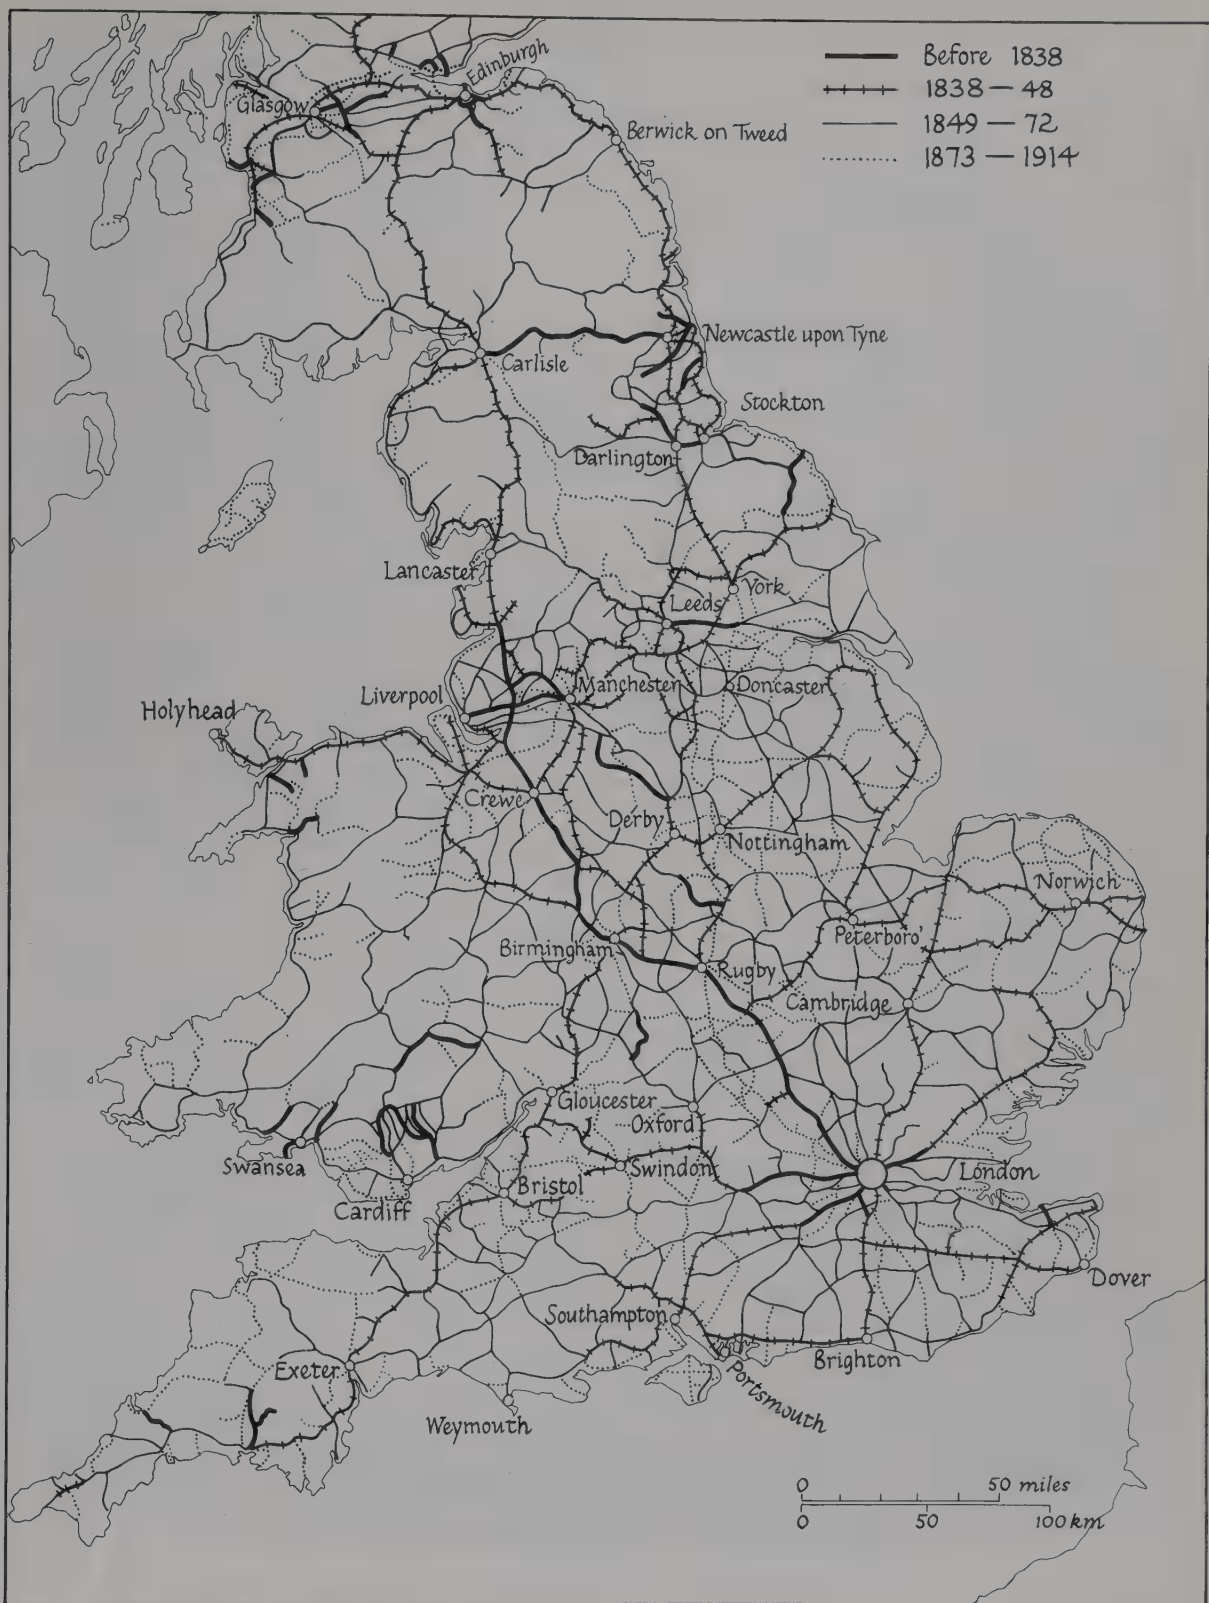 Before 1838
1838 — 48
1849 — 72
1873 — 1914
Edinburgh
Glasgow
Berwick on Tweed
Newcastle upon Tyne
Carlisle
Stockton
Darlington
Lancaster
York
Leeds
Manchester
Doncaster
Liverpool
Holyhead
Crewe
Derby
Nottingham
Norwich
Peterboro'
Birmingham
Rugby
Cambridge
Gloucester
Oxford
Swansea
Swindon
London
Bristol
Cardiff
Dover
Southampton
Brighton
Exeter
Portsmouth
Weymouth
0 50 miles
0 50 100 km